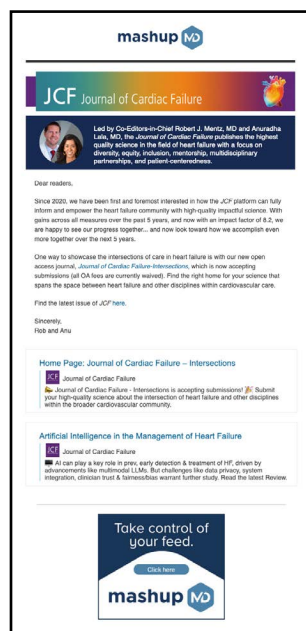 mashup MD
JCF Journal of Cardiac Failure
Led by Co-Editors-in-Chief Robert J. Mentz, MD and Anuradha
Lala, MD, the Journal of Cardiac Failure publishes the highest
quality science in the field of heart failure with a focus on
diversity, equity, inclusion, mentorship, multidisciplinary
partnerships, and patient-centeredness.
Dear readers,
Since 2020, we have been first and foremost interested in how the JCF platform can fully
inform and empower the heart failure community with high-quality impactful science. With
gains across all measures over the past 5 years, and now with an impact factor of 8.2, we
are happy to see our progress together... and now look toward how we accomplish even
more together over the next 5 years.
One way to showcase the intersections of care in heart failure is with our new open
access journal, Journal of Cardiac Failure-Intersections, which is now accepting
submissions (all OA fees are currently waived). Find the right home for your science that
spans the space between heart failure and other disciplines within cardiovascular care.
Find the latest issue of JCF here.
Sincerely,
Rob and Anu
Home Page: Journal of Cardiac Failure – Intersections
JCF Journal of Cardiac Failure
Journal of Cardiac Failure - Intersections is accepting submissions! 🎉 Submit
your high-quality science about the intersection of heart failure and other disciplines
within the broader cardiovascular community.
Artificial Intelligence in the Management of Heart Failure
JCF Journal of Cardiac Failure
AI can play a key role in prev, early detection & treatment of HF, driven by
advancements like multimodal LLMs. But challenges like data privacy, system
integration, clinician trust & fairness/bias warrant further study. Read the latest Review.
Take control
of your feed.
Click here
mashup MD